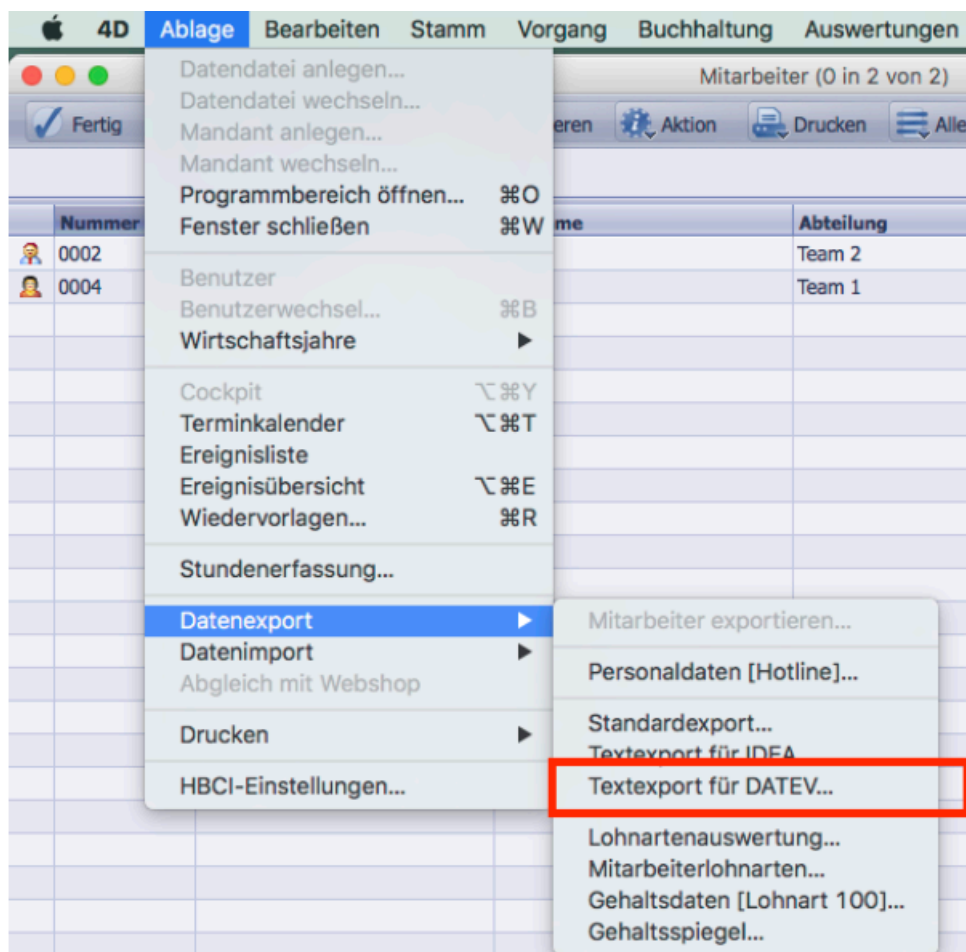 4D Ablage Bearbeiten Stamm Vorgang Buchhaltung Auswertungen
Mitarbeiter (0 in 2 von 2)
Fertig
eren Aktion Drucken Alle
Nummer
me
Abteilung
0002
Team 2
0004
Team 1
Datendatei anlegen...
Datendatei wechseln...
Mandant anlegen...
Mandant wechseln...
Programmbereich öffnen... ⌘O
Fenster schließen ⌘W
Benutzer
Benutzerwechsel... ⌘B
Wirtschaftsjahre
Cockpit ⌥⌘Y
Terminkalender ⌥⌘T
Ereignisliste
Ereignisübersicht ⌥⌘E
Wiedervorlagen... ⌘R
Stundenerfassung...
Datenexport
Datenimport
Abgleich mit Webshop
Drucken
HBCI-Einstellungen...
Mitarbeiter exportieren...
Personaldaten [Hotline]...
Standardexport...
Textexport für IDEA
Textexport für DATEV...
Lohnartenauswertung...
Mitarbeiterlohnarten...
Gehaltsdaten [Lohnart 100]...
Gehaltsspiegel...